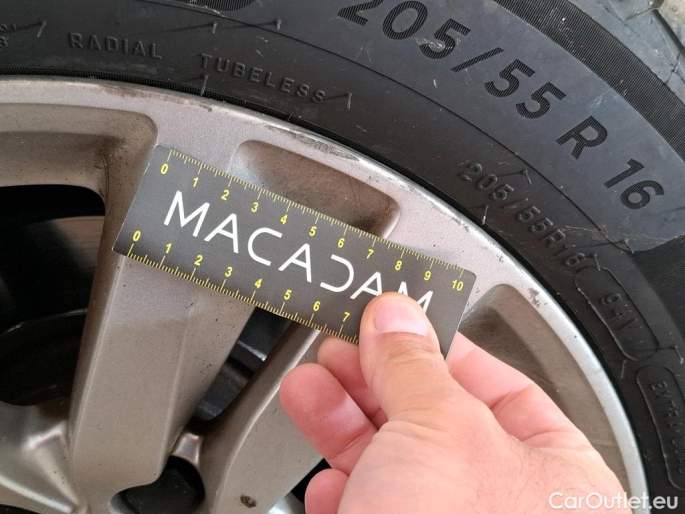 205/55 R 16
RADIAL TUBELESS
205/55R16 94V
0 1 2 3 4 5 6 7 8 9 10
MACADAM
0 1 2 3 4 5 6 7
CarOutlet.eu